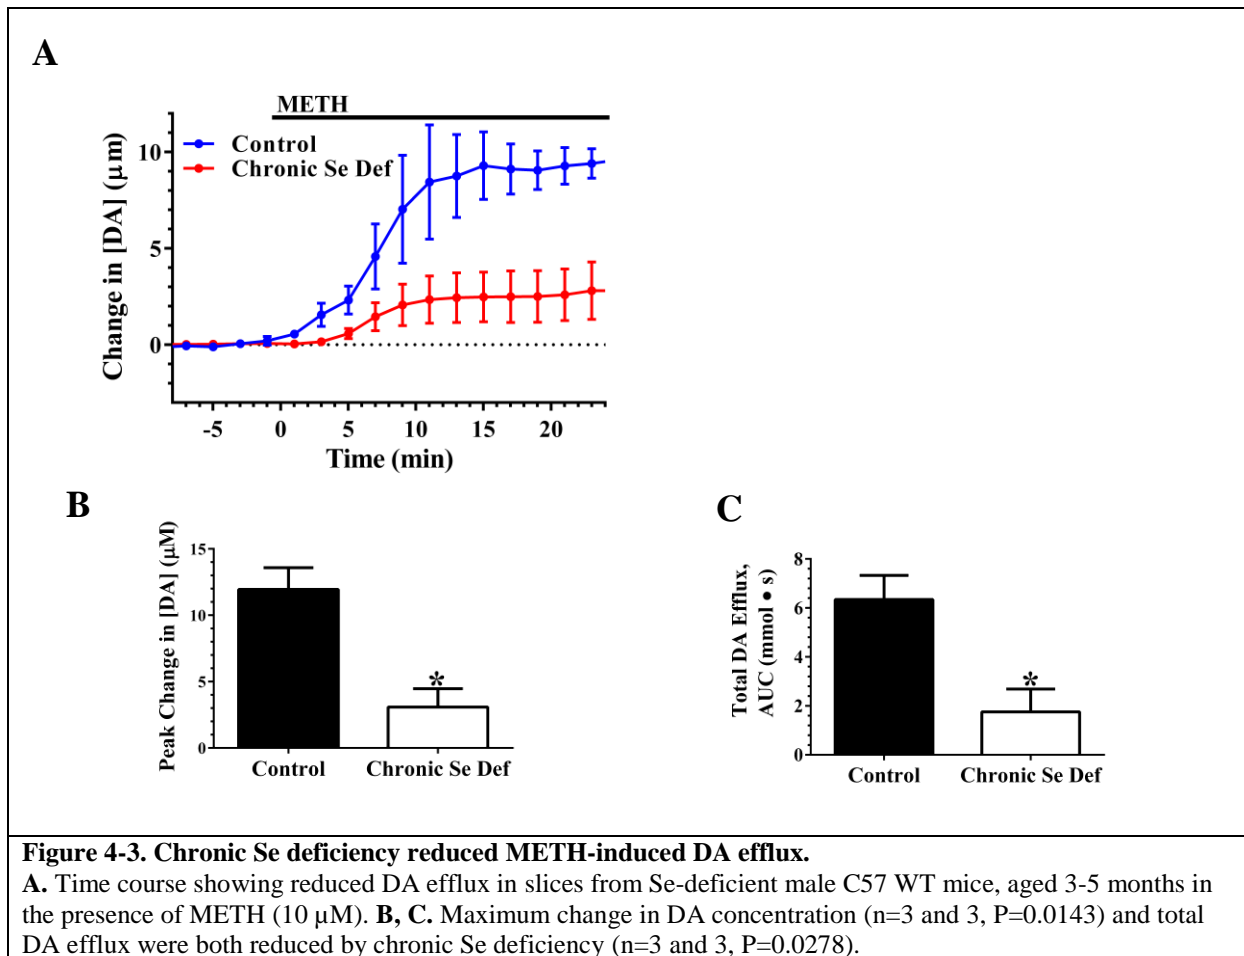 A
METH
Control
Chronic Se Def
Change in [DA] (µm)
10
5
0
-5 0 5 10 15 20
Time (min)
B
Peak Change in [DA] (µM)
15
10
5
0
*
Control Chronic Se Def
C
Total DA Efflux,
AUC (mmol ● s)
8
6
4
2
0
*
Control Chronic Se Def
Figure 4-3. Chronic Se deficiency reduced METH-induced DA efflux.
A. Time course showing reduced DA efflux in slices from Se-deficient male C57 WT mice, aged 3-5 months in
the presence of METH (10 µM). B, C. Maximum change in DA concentration (n=3 and 3, P=0.0143) and total
DA efflux were both reduced by chronic Se deficiency (n=3 and 3, P=0.0278).